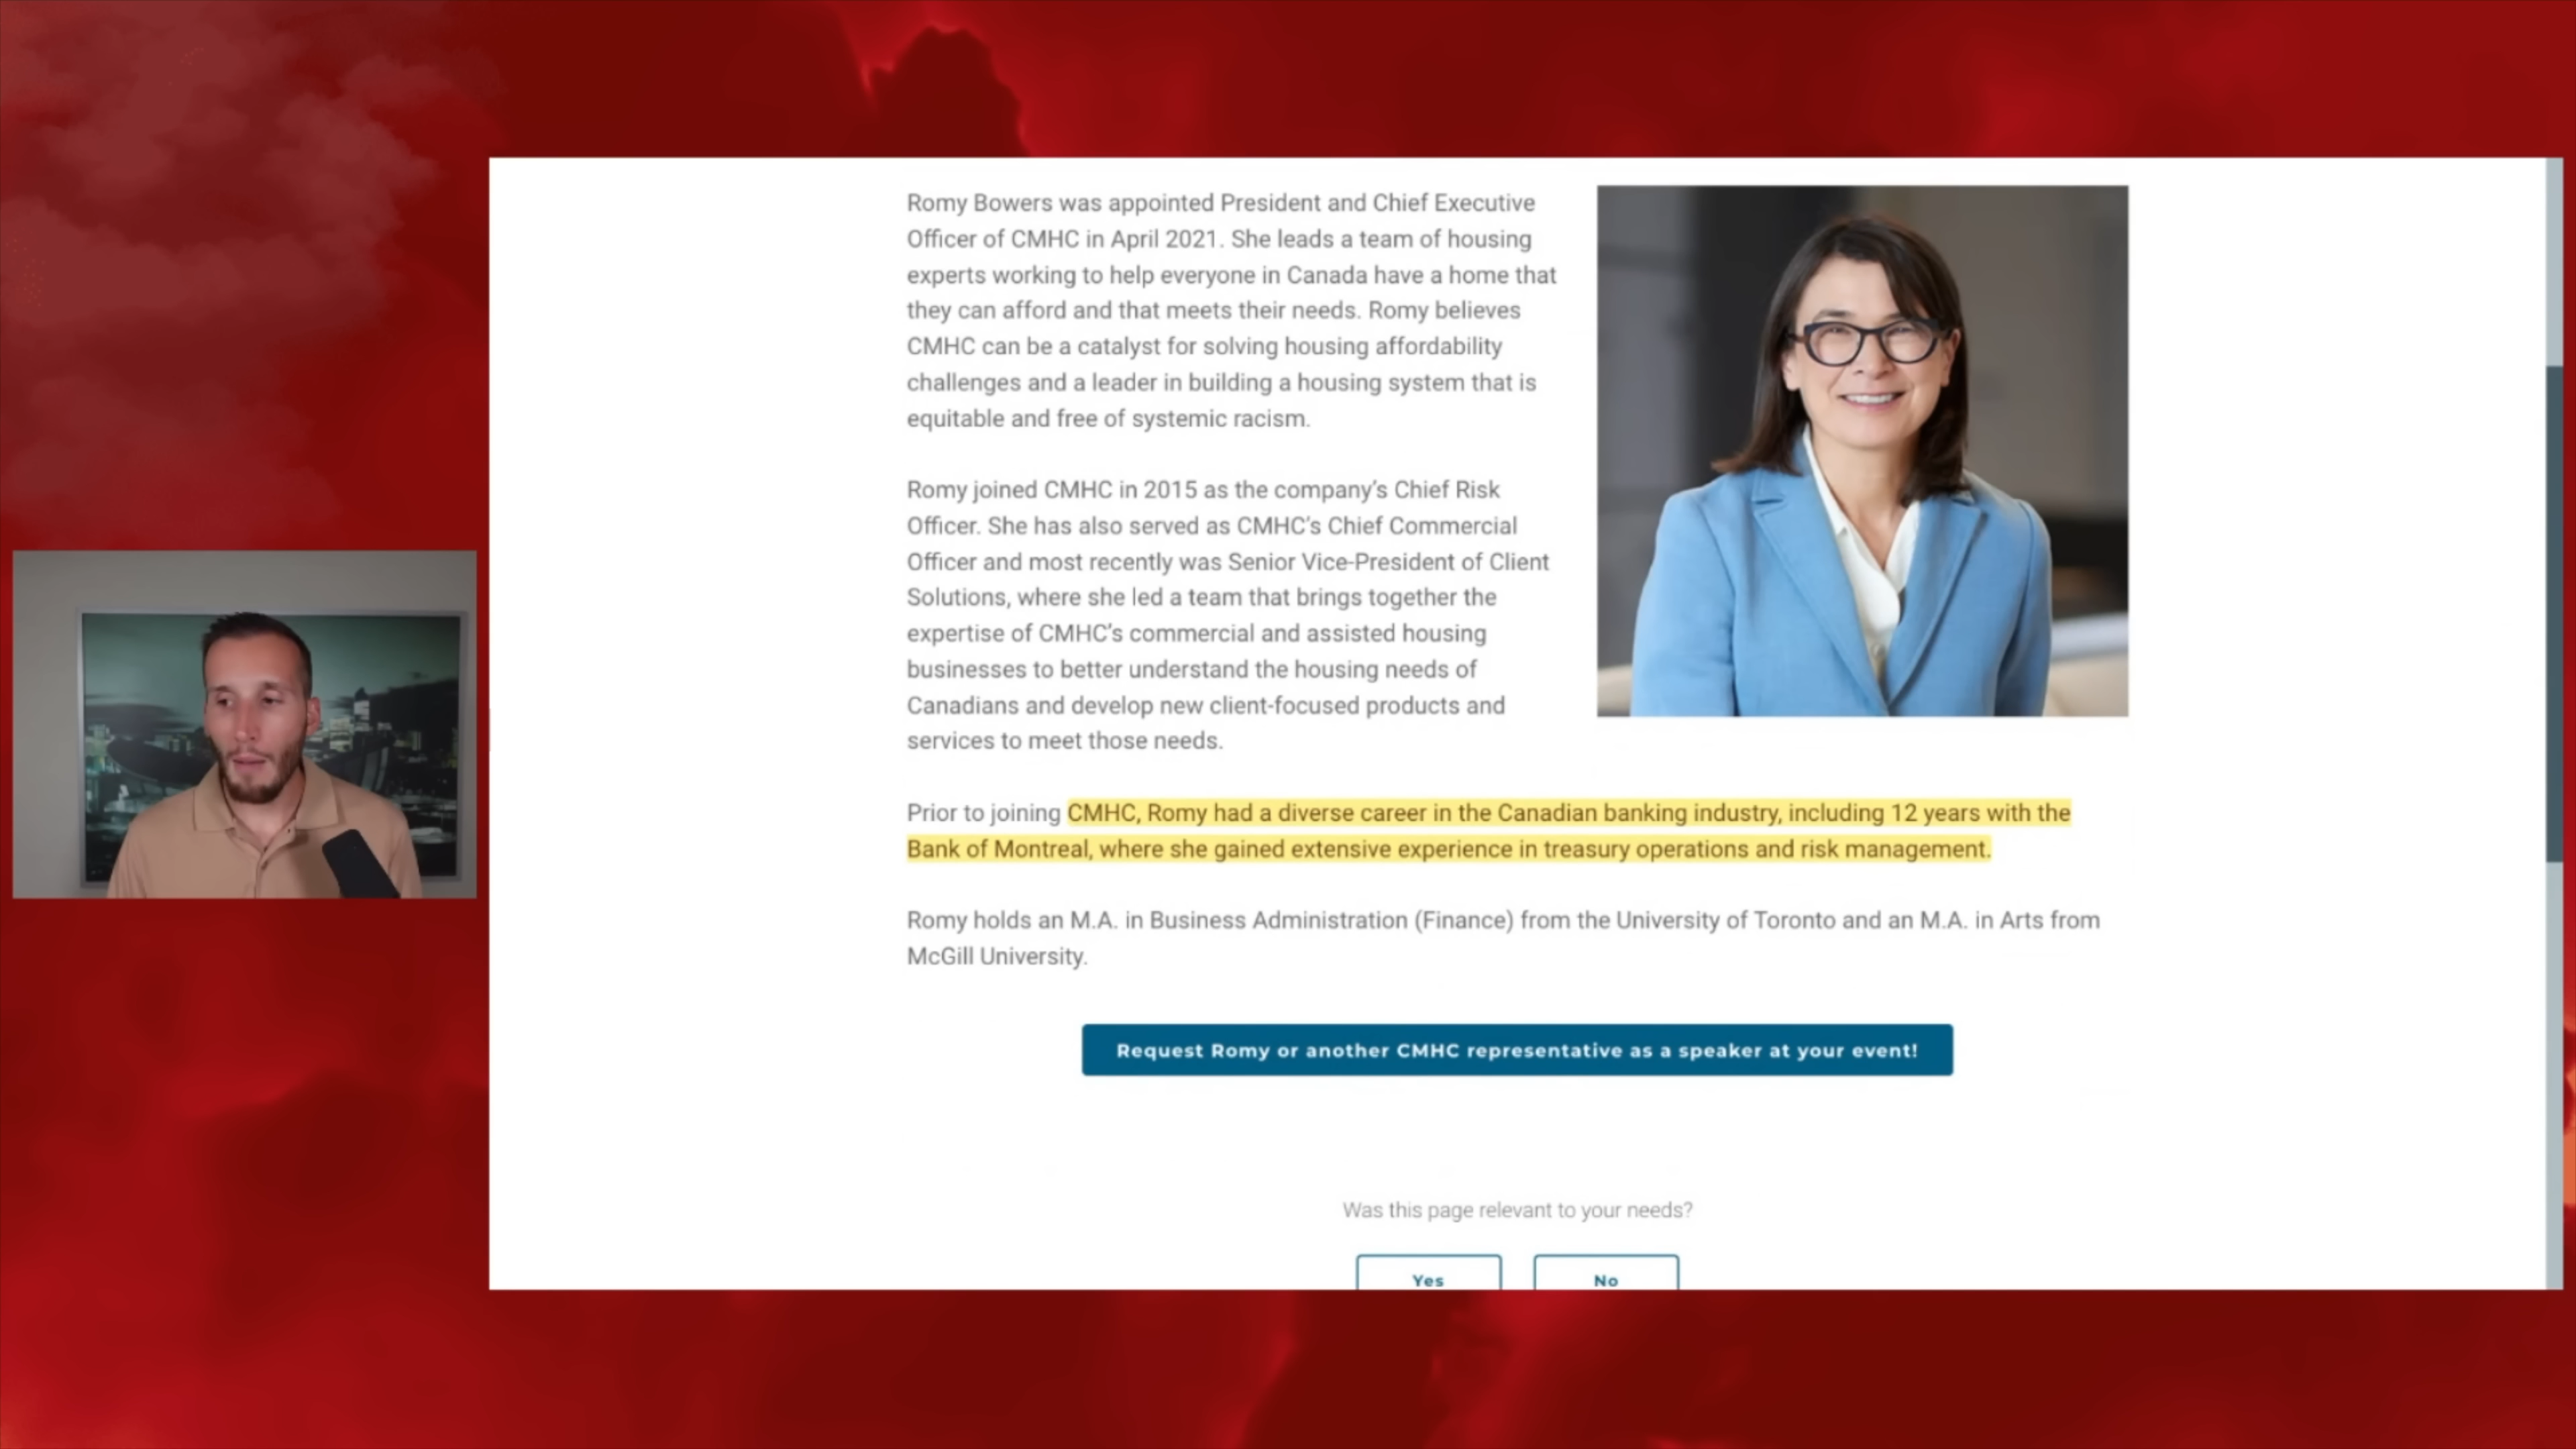 Romy Bowers was appointed President and Chief Executive
Officer of CMHC in April 2021. She leads a team of housing
experts working to help everyone in Canada have a home that
they can afford and that meets their needs. Romy believes
CMHC can be a catalyst for solving housing affordability
challenges and a leader in building a housing system that is
equitable and free of systemic racism.
Romy joined CMHC in 2015 as the company's Chief Risk
Officer. She has also served as CMHC's Chief Commercial
Officer and most recently was Senior Vice-President of Client
Solutions, where she led a team that brings together the
expertise of CMHC's commercial and assisted housing
businesses to better understand the housing needs of
Canadians and develop new client-focused products and
services to meet those needs.
Prior to joining CMHC, Romy had a diverse career in the Canadian banking industry, including 12 years with the
Bank of Montreal, where she gained extensive experience in treasury operations and risk management.
Romy holds an M.A. in Business Administration (Finance) from the University of Toronto and an M.A. in Arts from
McGill University.
Request Romy or another CMHC representative as a speaker at your event!
Was this page relevant to your needs?
Yes No